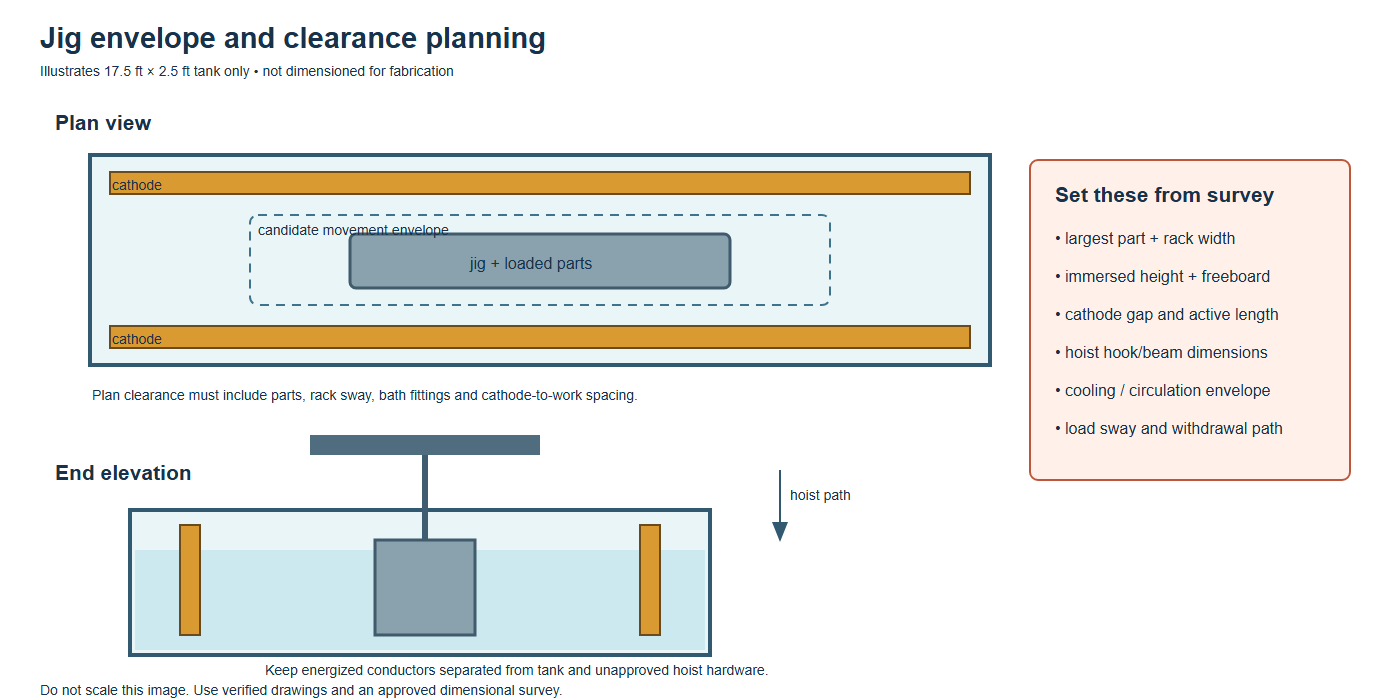 Jig envelope and clearance planning
Illustrates 17.5 ft × 2.5 ft tank only • not dimensioned for fabrication
Plan view
cathode
candidate movement envelope
jig + loaded parts
cathode
Plan clearance must include parts, rack sway, bath fittings and cathode-to-work spacing.
Set these from survey
• largest part + rack width
• immersed height + freeboard
• cathode gap and active length
• hoist hook/beam dimensions
• cooling / circulation envelope
• load sway and withdrawal path
End elevation
hoist path
Keep energized conductors separated from tank and unapproved hoist hardware.
Do not scale this image. Use verified drawings and an approved dimensional survey.